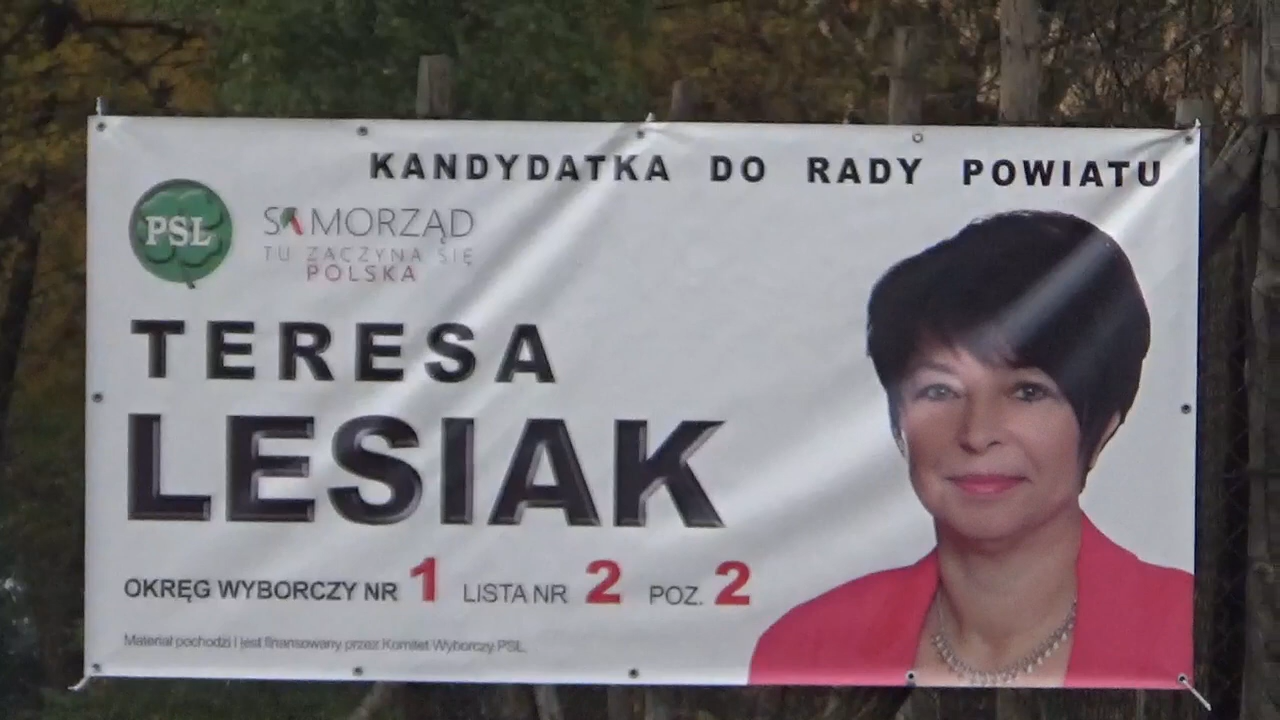 KANDYDATKA DO RADY POWIATU
PSL
SAMORZĄD
TU ZACZYNA SIĘ
POLSKA
TERESA
LESIAK
OKRĘG WYBORCZY NR 1 LISTA NR 2 POZ. 2
Materiał pochodzi i jest finansowany przez Komitet Wyborczy PSL.